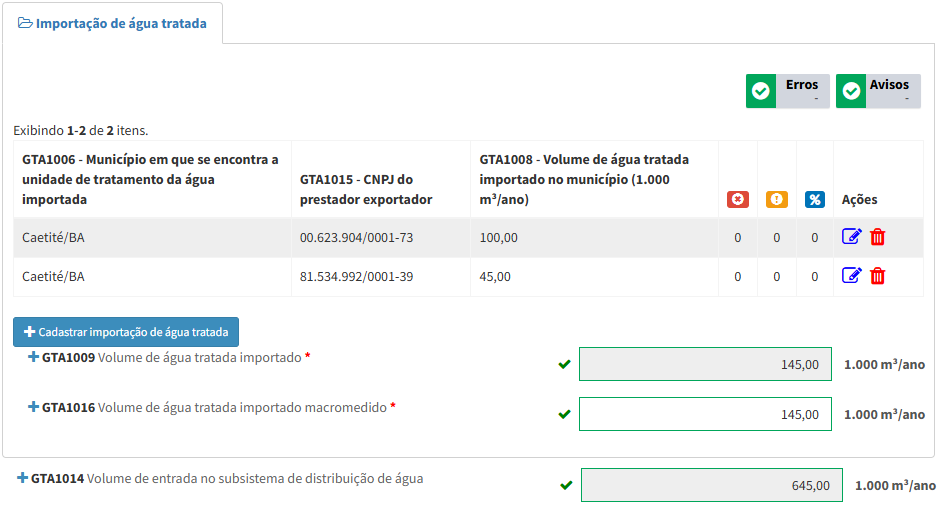 Importação de água tratada
Erros
-
Avisos
-
Exibindo 1-2 de 2 itens.
GTA1006 - Município em que se encontra a
unidade de tratamento da água
importada
GTA1015 - CNPJ do
prestador exportador
GTA1008 - Volume de água tratada
importado no município (1.000
m³/ano)
Ações
Caetité/BA 00.623.904/0001-73 100,00 0 0 0
Caetité/BA 81.534.992/0001-39 45,00 0 0 0
Cadastrar importação de água tratada
GTA1009 Volume de água tratada importado * 145,00 1.000 m³/ano
GTA1016 Volume de água tratada importado macromedido * 145,00 1.000 m³/ano
GTA1014 Volume de entrada no subsistema de distribuição de água 645,00 1.000 m³/ano